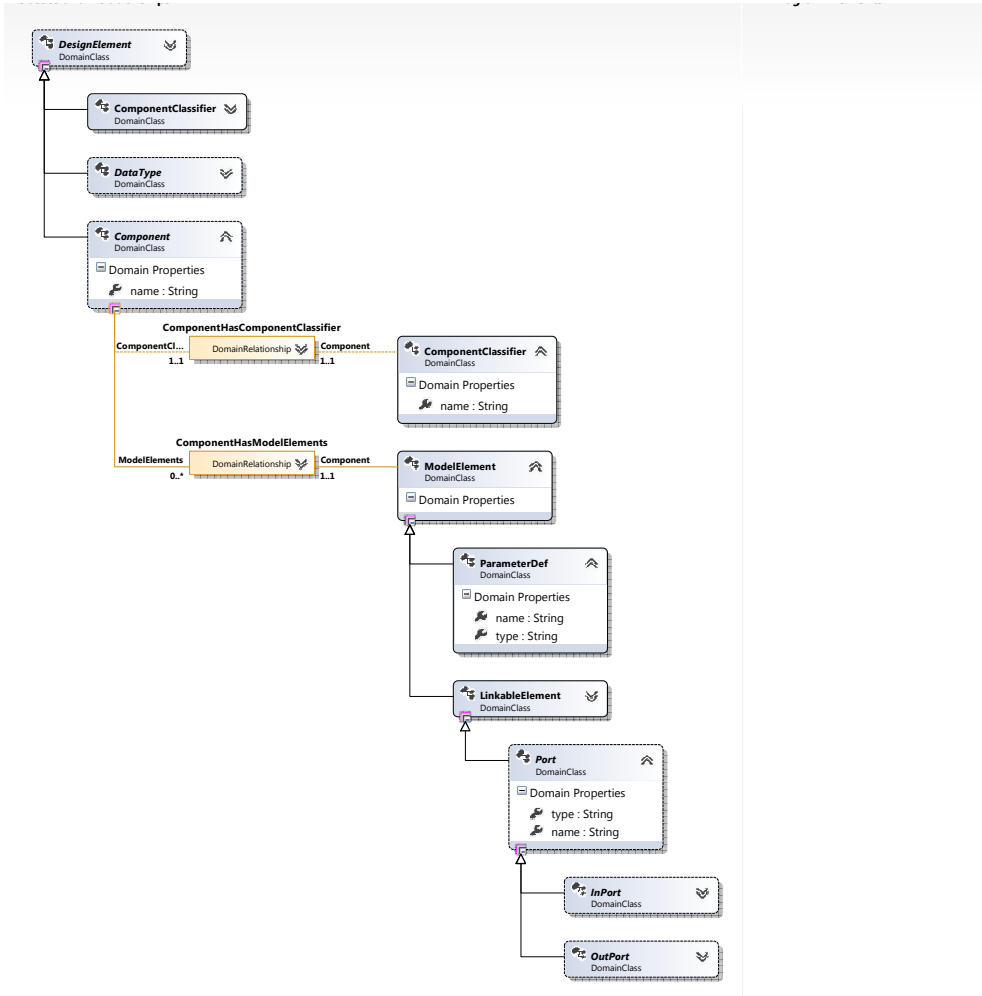 DesignElement
DomainClass
ComponentClassifier
DomainClass
DataType
DomainClass
Component
DomainClass
Domain Properties
name : String
ComponentHasComponentClassifier
ComponentCl... DomainRelationship Component
1..1 1..1
ComponentClassifier
DomainClass
Domain Properties
name : String
ComponentHasModelElements
ModelElements DomainRelationship Component
0..* 1..1
ModelElement
DomainClass
Domain Properties
ParameterDef
DomainClass
Domain Properties
name : String
type : String
LinkableElement
DomainClass
Port
DomainClass
Domain Properties
type : String
name : String
InPort
DomainClass
OutPort
DomainClass